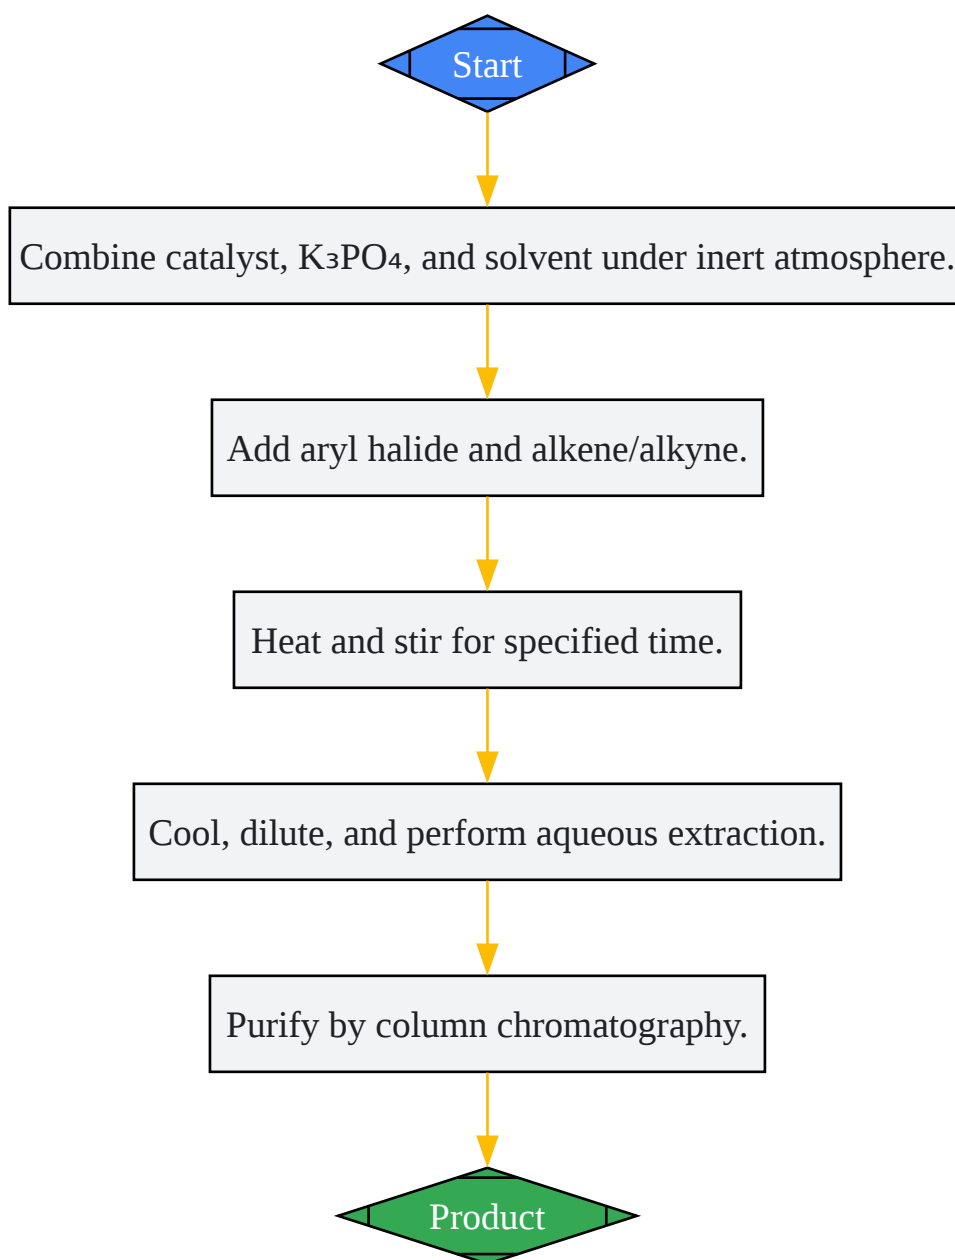 Start
Combine catalyst, K₃PO₄, and solvent under inert atmosphere.
Add aryl halide and alkene/alkyne.
Heat and stir for specified time.
Cool, dilute, and perform aqueous extraction.
Purify by column chromatography.
Product